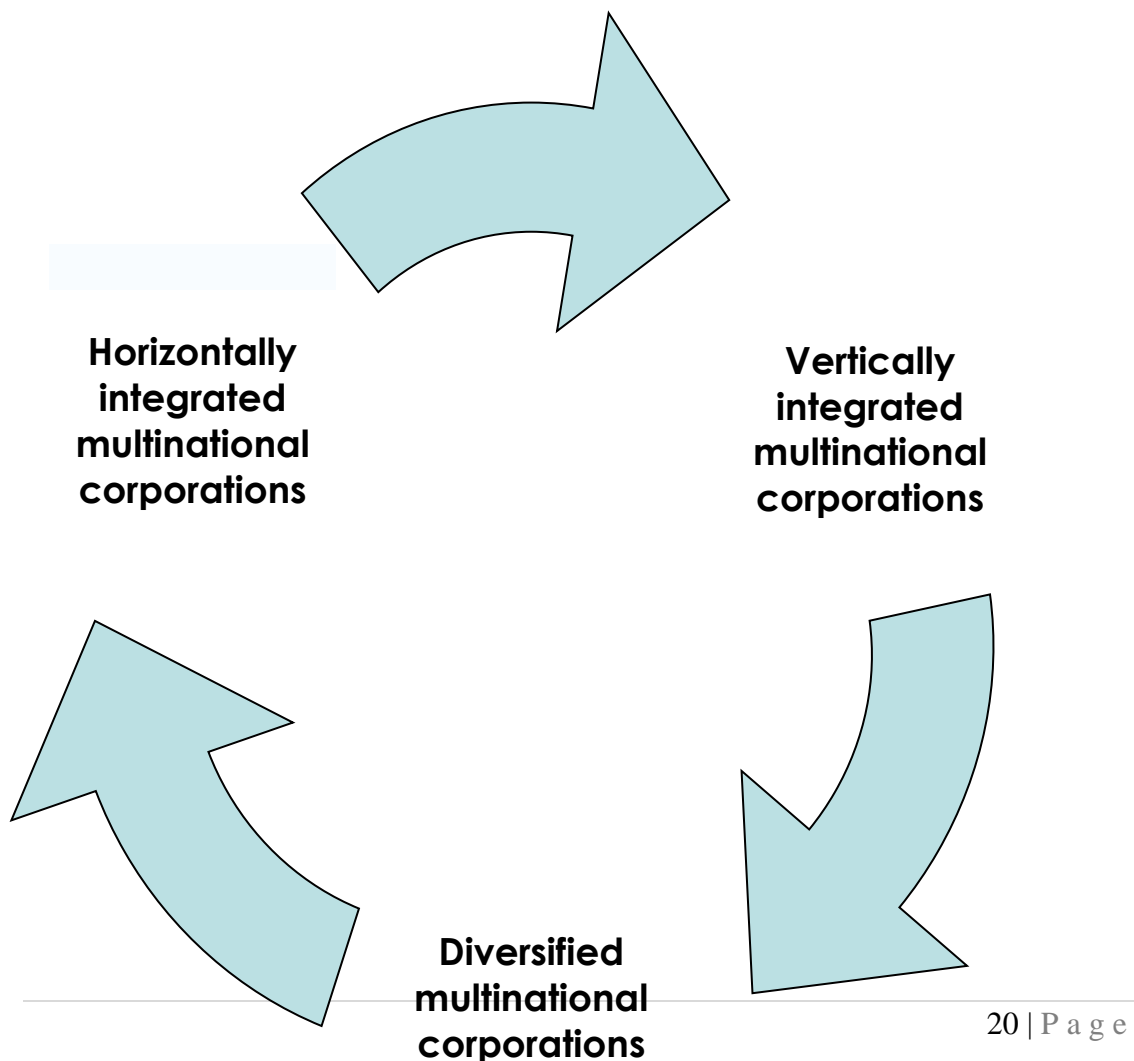 Horizontally
integrated
multinational
corporations
Vertically
integrated
multinational
corporations
Diversified
multinational
corporations
20 | P a g e